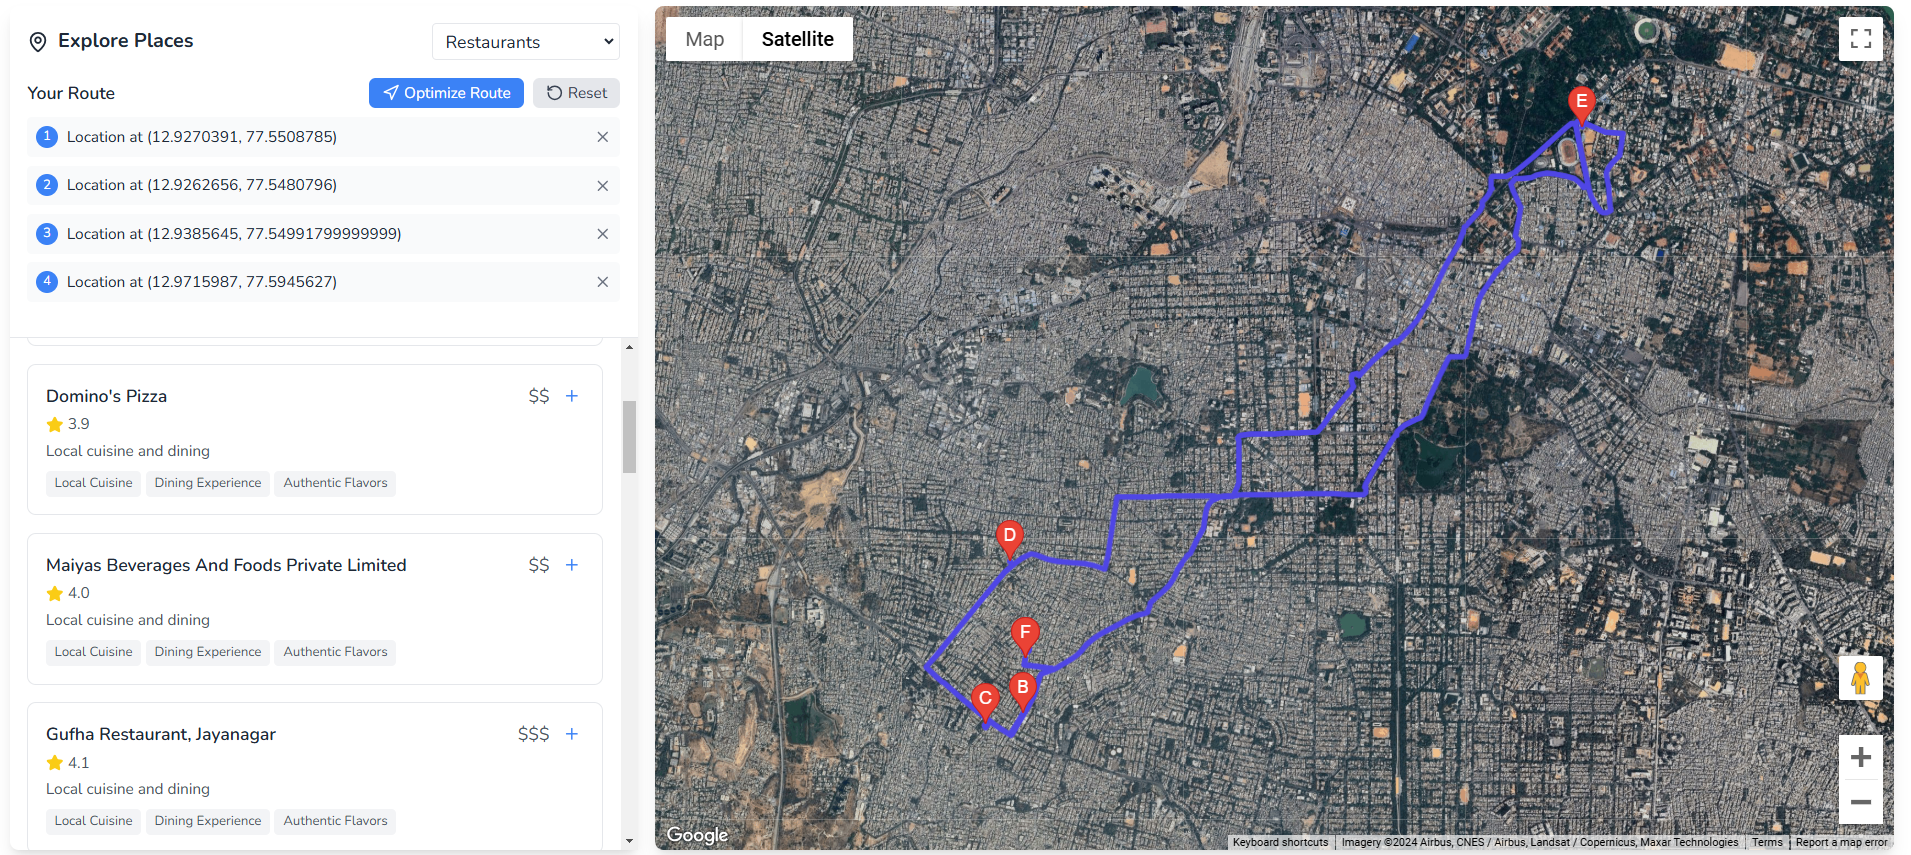 Explore Places
Restaurants
Your Route
Optimize Route
Reset
1 Location at (12.9270391, 77.5508785)
2 Location at (12.9262656, 77.5480796)
3 Location at (12.9385645, 77.54991799999999)
4 Location at (12.9715987, 77.5945627)
Domino's Pizza
$$
3.9
Local cuisine and dining
Local Cuisine
Dining Experience
Authentic Flavors
Maiyas Beverages And Foods Private Limited
$$
4.0
Local cuisine and dining
Local Cuisine
Dining Experience
Authentic Flavors
Gufha Restaurant, Jayanagar
$$$
4.1
Local cuisine and dining
Local Cuisine
Dining Experience
Authentic Flavors
Map
Satellite
E
D
F
B
C
Google
Keyboard shortcuts
Imagery ©2024 Airbus, CNES / Airbus, Landsat / Copernicus, Maxar Technologies
Terms
Report a map error